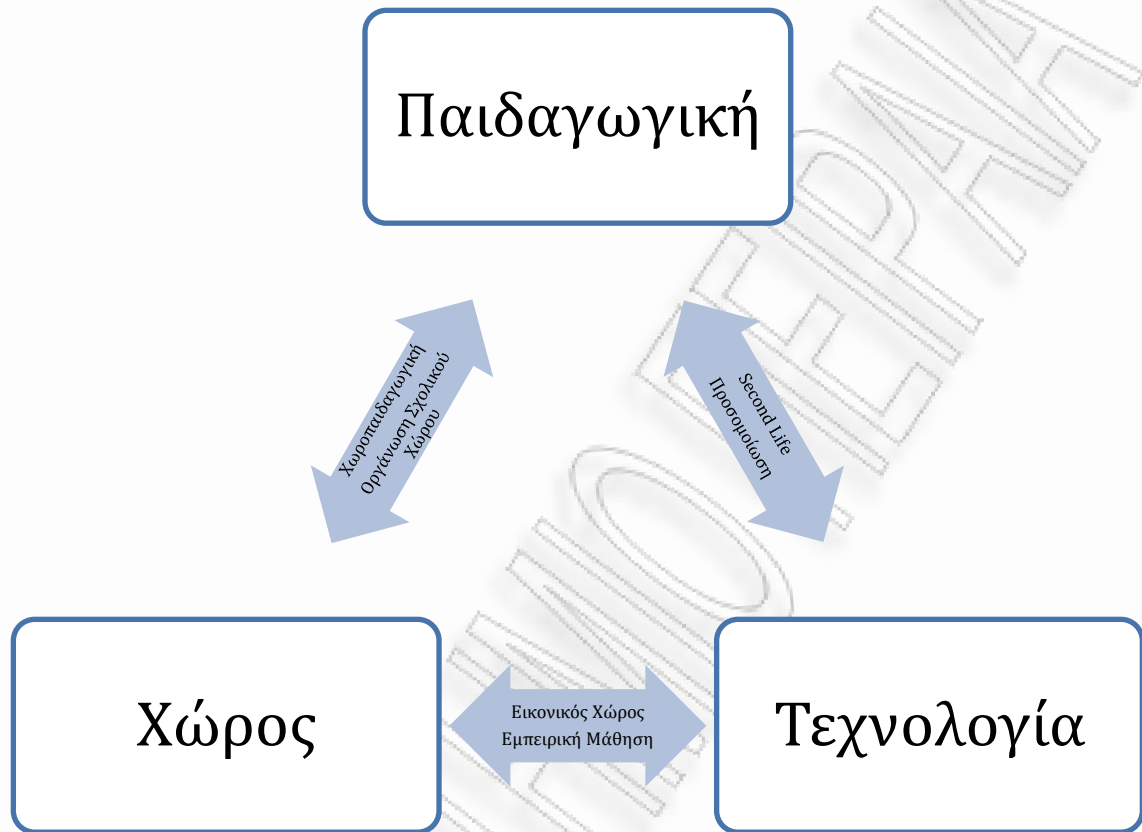 Παιδαγωγική
Χωροπαιδαγωγική
Οργάνωση Σχολικού
Χώρου
Second Life
Προσομοίωση
Χώρος
Εικονικός Χώρος
Εμπειρική Μάθηση
Τεχνολογία